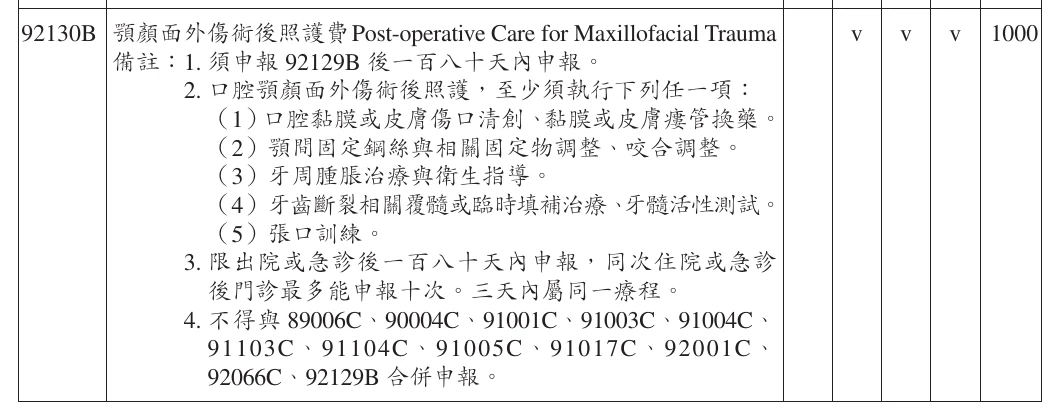 92130B 顎顏面外傷術後照護費Post-operative Care for Maxillofacial Trauma v v v 1000
備註：1. 須申報 92129B 後一百八十天內申報。
2. 口腔顎顏面外傷術後照護，至少須執行下列任一項：
（1）口腔黏膜或皮膚傷口清創、黏膜或皮膚瘻管換藥。
（2）顎間固定鋼絲與相關固定物調整、咬合調整。
（3）牙周腫脹治療與衛生指導。
（4）牙齒斷裂相關覆髓或臨時填補治療、牙髓活性測試。
（5）張口訓練。
3. 限出院或急診後一百八十天內申報，同次住院或急診
後門診最多能申報十次。三天內屬同一療程。
4. 不得與 89006C、90004C、91001C、91003C、91004C、
91103C、91104C、91005C、91017C、92001C、
92066C、92129B 合併申報。